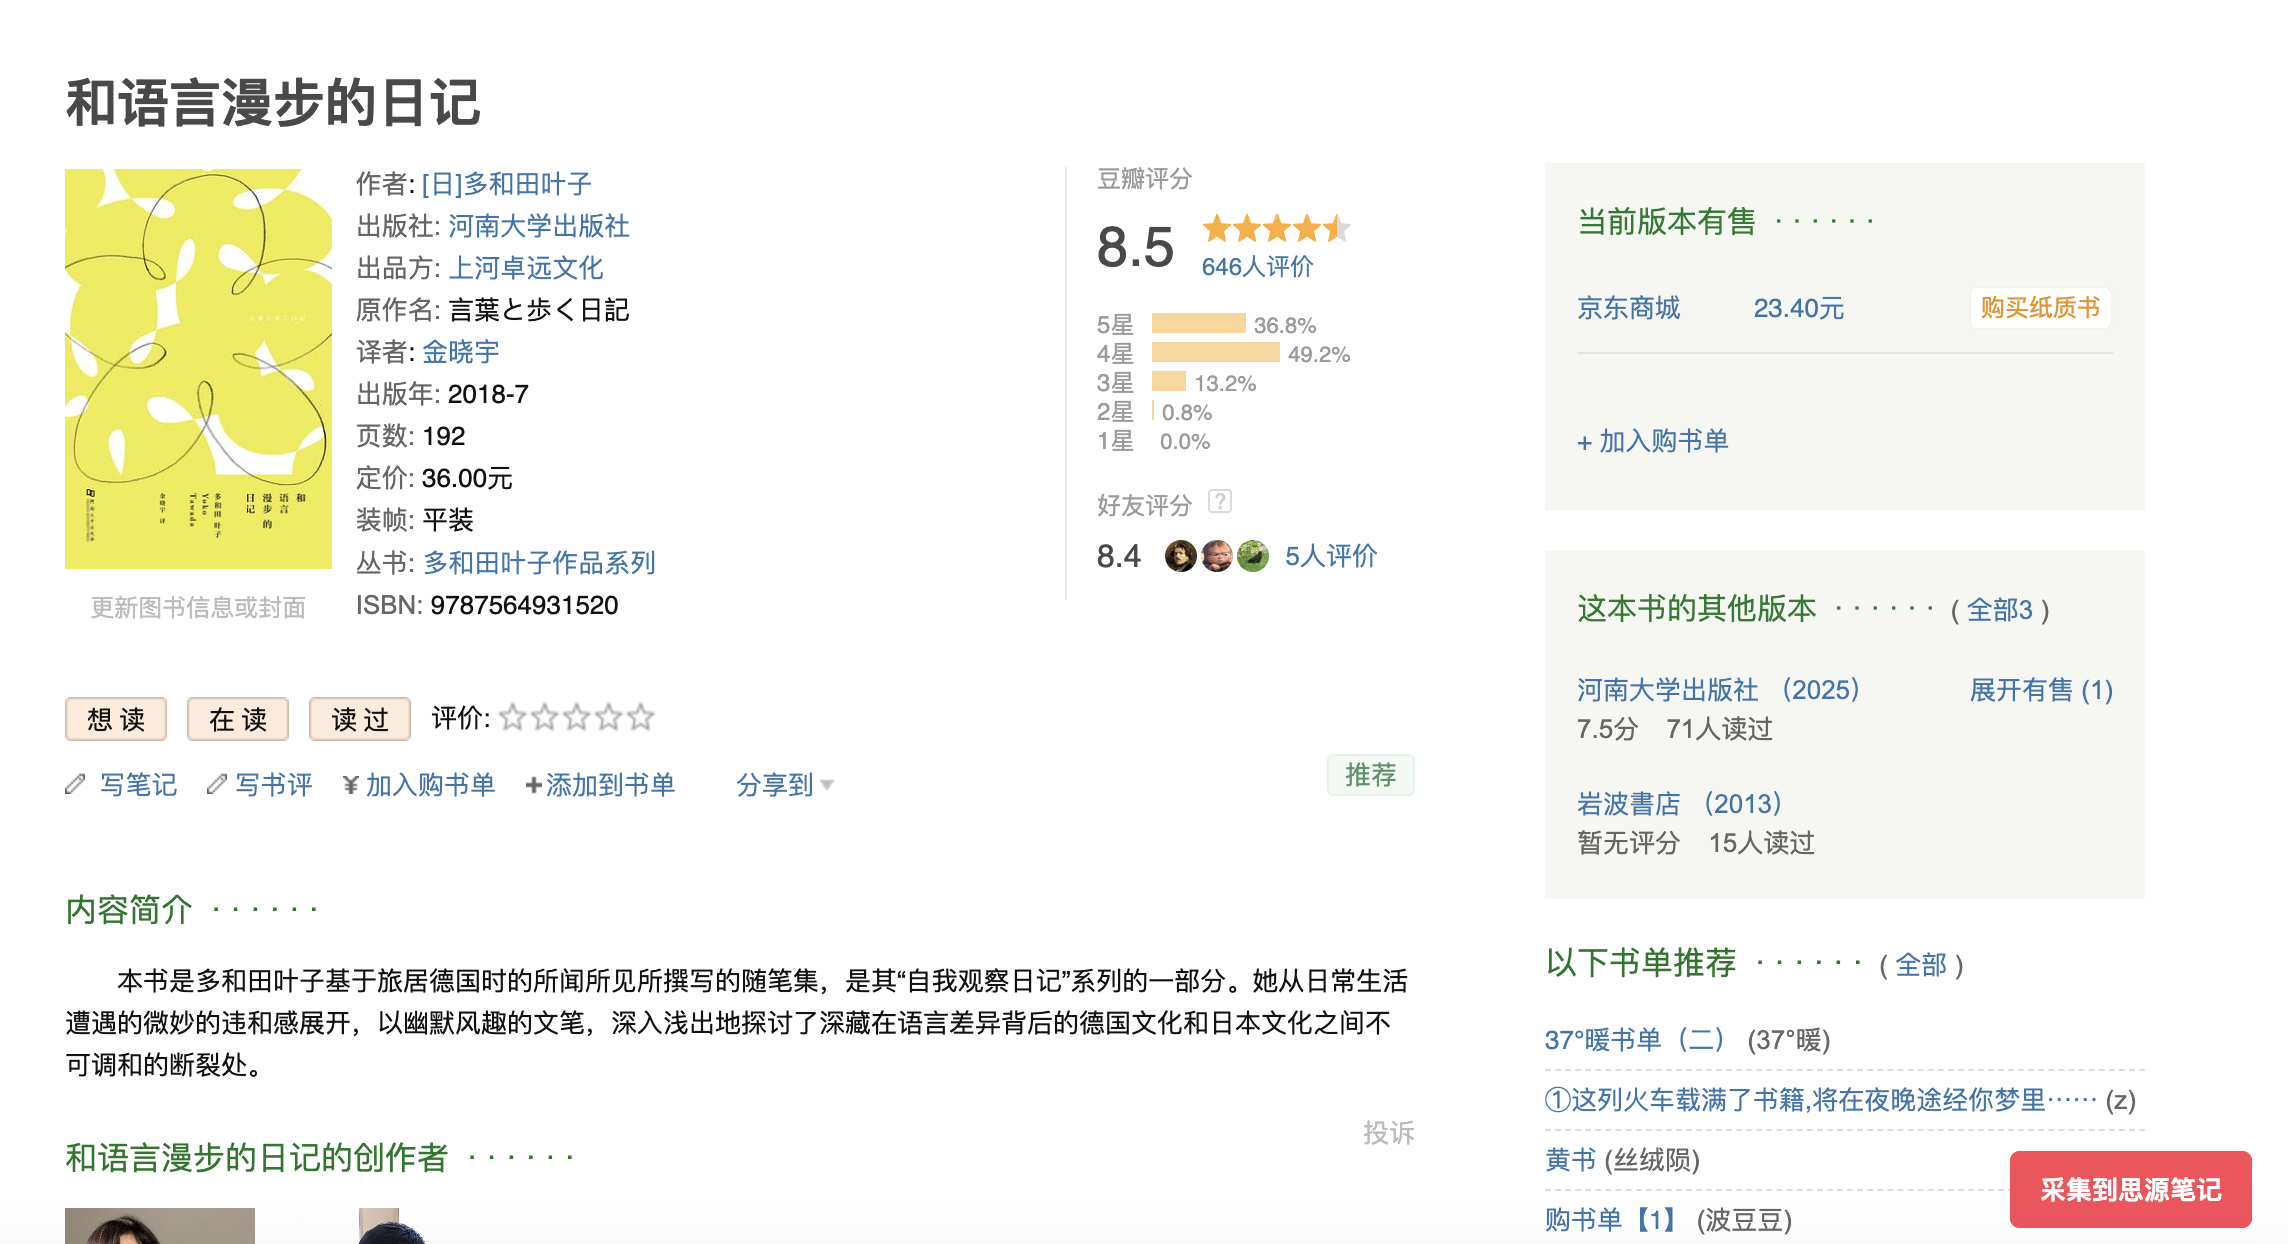 和语言漫步的日记
作者: [日]多和田叶子
出版社: 河南大学出版社
出品方: 上河卓远文化
原作名: 言葉と歩く日記
译者: 金晓宇
出版年: 2018-7
页数: 192
定价: 36.00元
装帧: 平装
丛书: 多和田叶子作品系列
ISBN: 9787564931520
和
语言
漫步的
日记
多和田叶子
Yoko
Tawada
金晓宇 译
更新图书信息或封面
豆瓣评分
8.5
646人评价
5星 36.8%
4星 49.2%
3星 13.2%
2星 0.8%
1星 0.0%
好友评分 ?
8.4 5人评价
想读 在读 读过 评价:
写笔记 写书评 ¥加入购书单 +添加到书单 分享到
推荐
内容简介 · · · · · ·
本书是多和田叶子基于旅居德国时的所闻所见所撰写的随笔集，是其“自我观察日记”系列的一部分。她从日常生活
遭遇的微妙的违和感展开，以幽默风趣的文笔，深入浅出地探讨了深藏在语言差异背后的德国文化和日本文化之间不
可调和的断裂处。
投诉
和语言漫步的日记的创作者 · · · · · ·
当前版本有售 · · · · · ·
京东商城 23.40元 购买纸质书
+ 加入购书单
这本书的其他版本 · · · · · · ( 全部3 )
河南大学出版社 （2025） 展开有售 (1)
7.5分 71人读过
岩波書店 （2013）
暂无评分 15人读过
以下书单推荐 · · · · · · ( 全部 )
37°暖书单（二） (37°暖)
①这列火车载满了书籍,将在夜晚途经你梦里…… (z)
黄书 (丝绒陨)
购书单【1】 (波豆豆)
采集到思源笔记